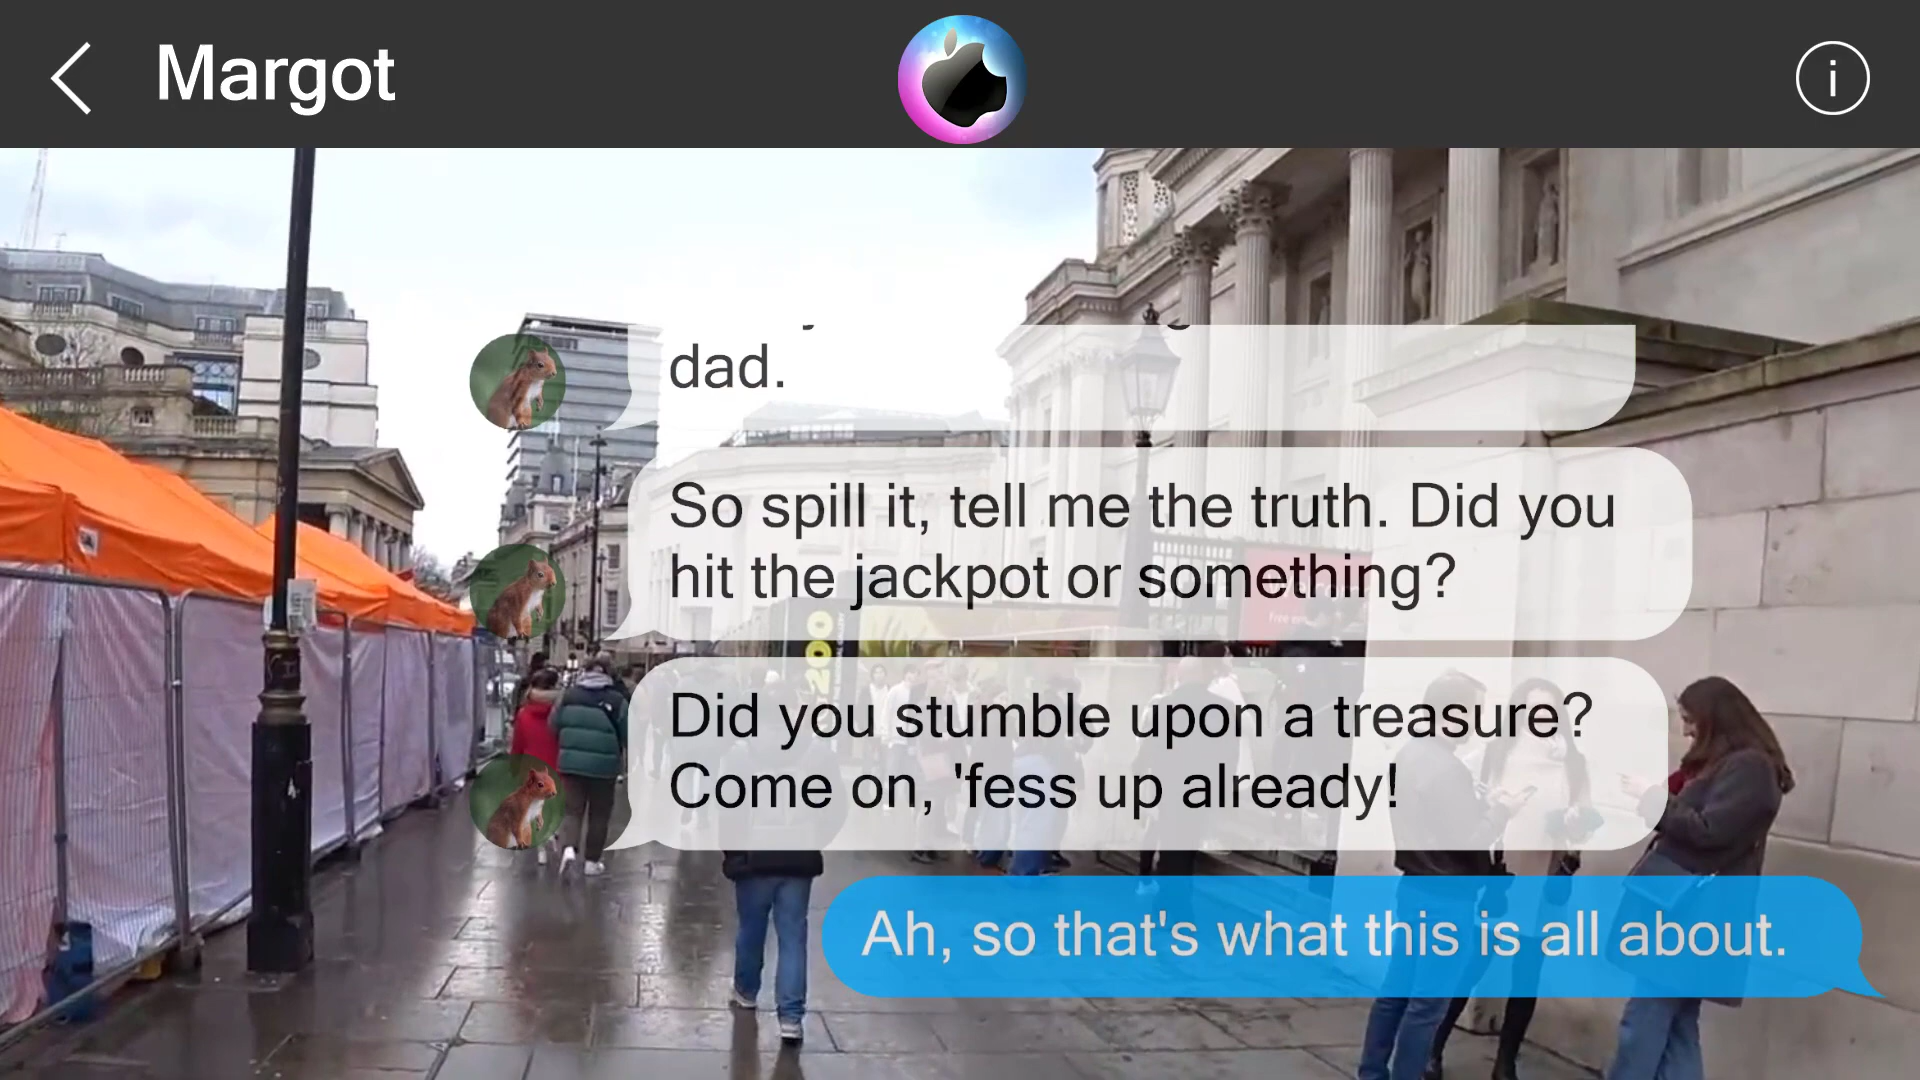 Margot
i
dad.
So spill it, tell me the truth. Did you
hit the jackpot or something?
Did you stumble upon a treasure?
Come on, 'fess up already!
Ah, so that's what this is all about.
ZOO